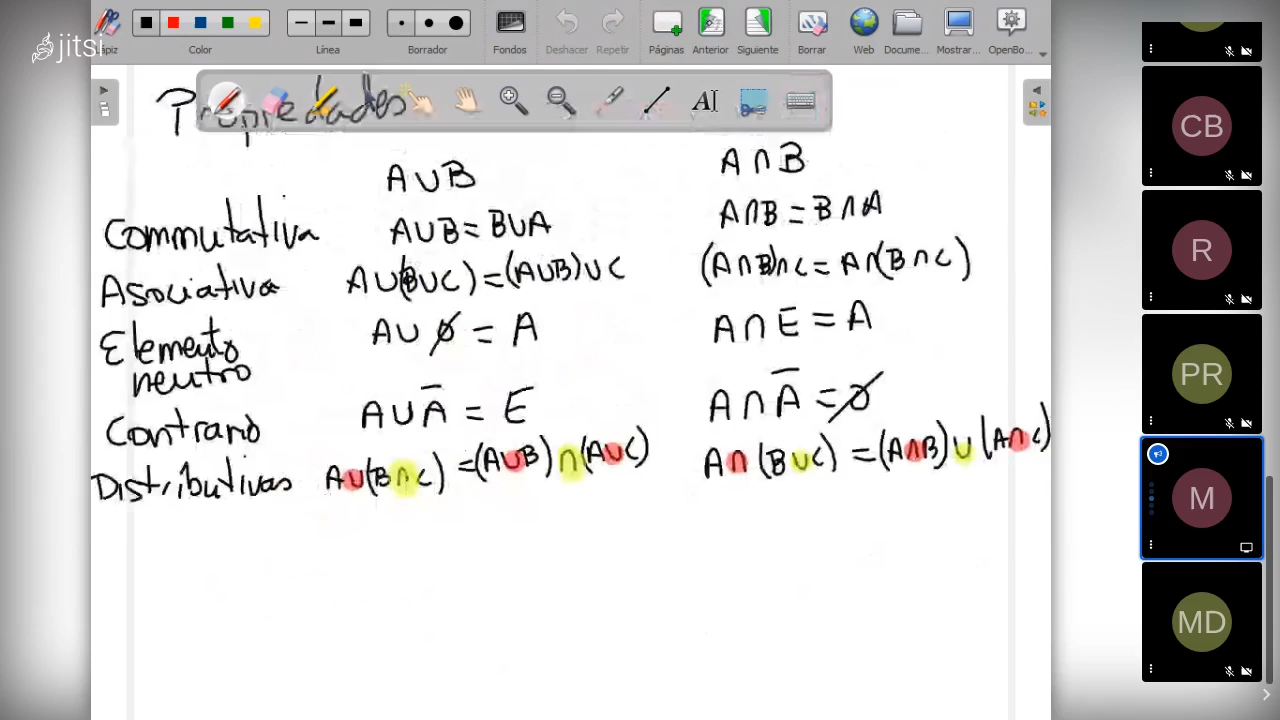 jitsi
Lápiz Color Línea Borrador Fondos Deshacer Repetir Páginas Anterior Siguiente Borrar Web Docume... Mostrar... OpenBo...
Propiedades
A∪B A∩B
Commutativa A∪B = B∪A A∩B = B∩A
Asociativa A∪(B∪C) = (A∪B)∪C (A∩B)∩C = A∩(B∩C)
Elemento neutro A∪∅ = A A∩E = A
Contrario A∪A̅ = E A∩A̅ = ∅
Distributivas A∪(B∩C) = (A∪B)∩(A∪C) A∩(B∪C) = (A∩B)∪(A∩C)
CB
R
PR
M
MD